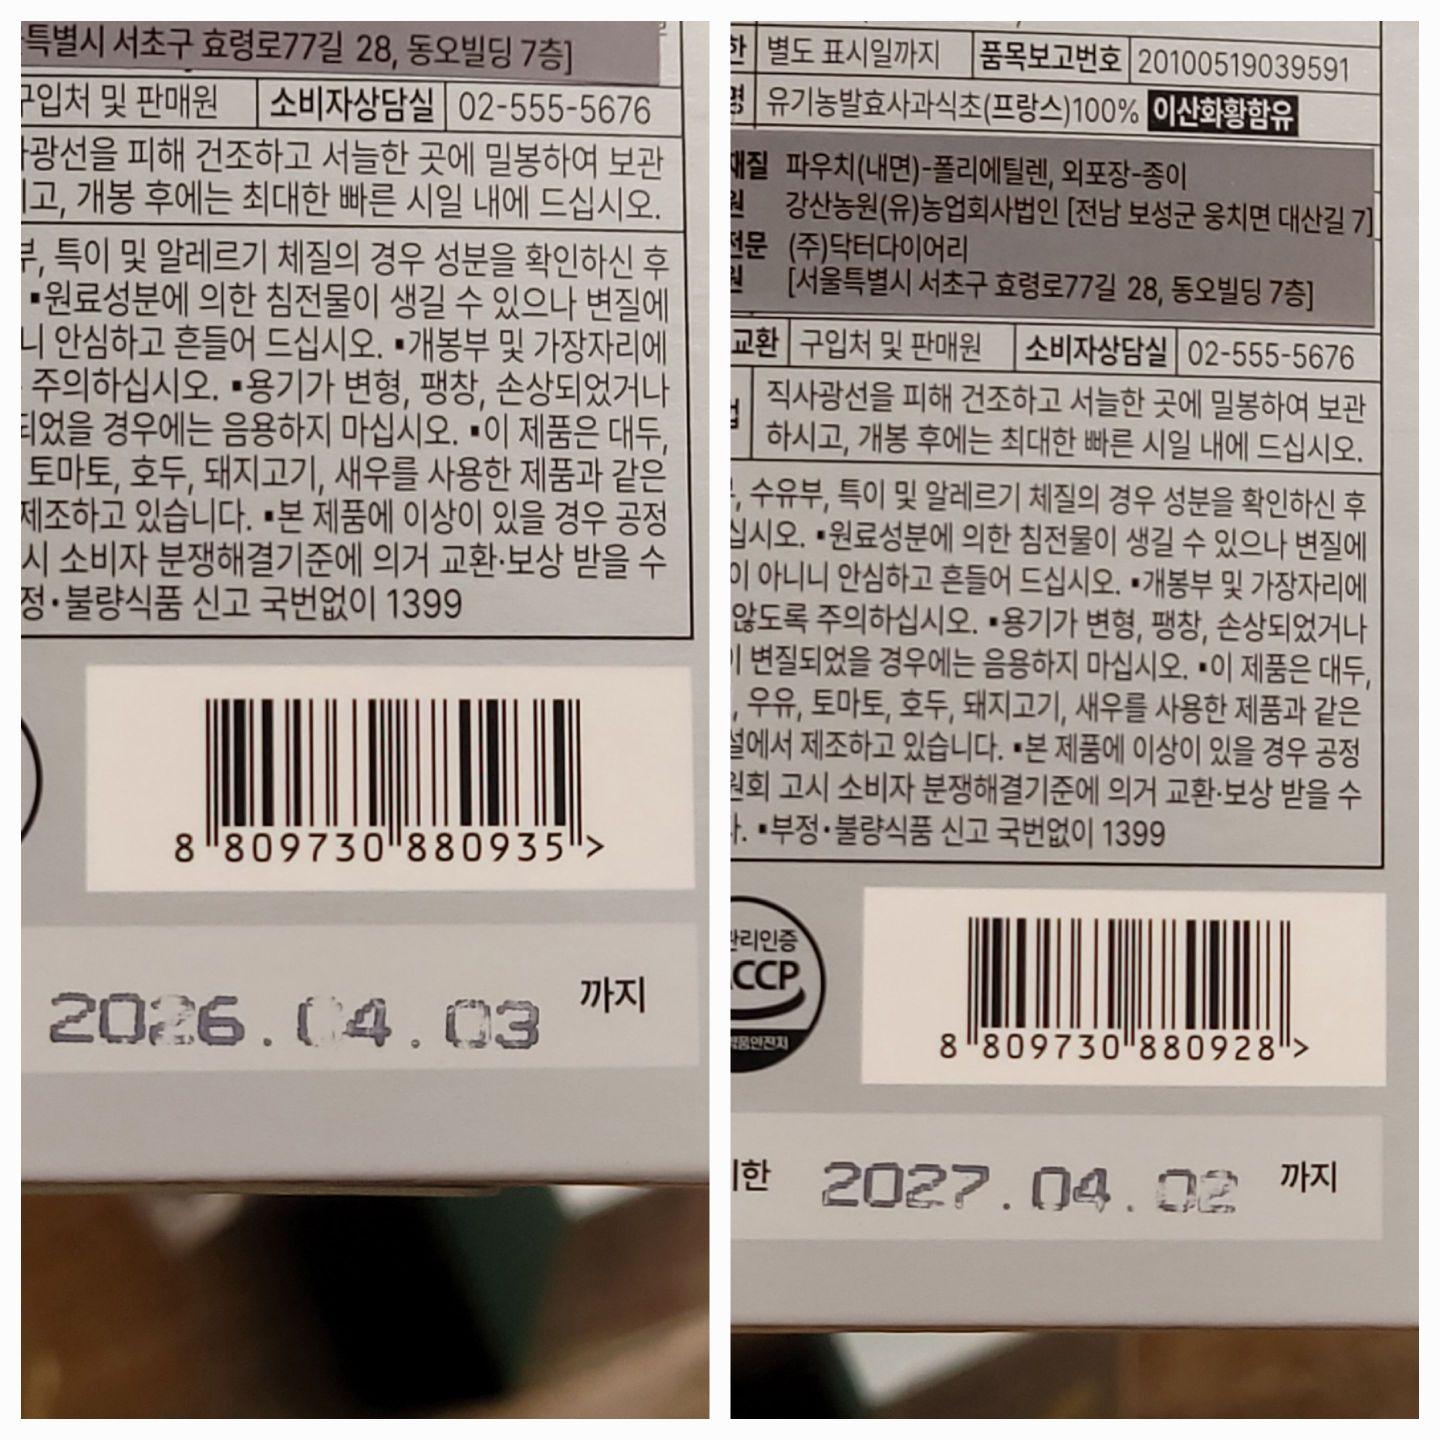 특별시 서초구 효령로77길 28, 동오빌딩 7층]
구입처 및 판매원 소비자상담실 02-555-5676
광선을 피해 건조하고 서늘한 곳에 밀봉하여 보관
고, 개봉 후에는 최대한 빠른 시일 내에 드십시오.
부, 특이 및 알레르기 체질의 경우 성분을 확인하신 후
▪원료성분에 의한 침전물이 생길 수 있으나 변질에
니 안심하고 흔들어 드십시오. ▪개봉부 및 가장자리에
주의하십시오. ▪용기가 변형, 팽창, 손상되었거나
되었을 경우에는 음용하지 마십시오. ▪이 제품은 대두,
토마토, 호두, 돼지고기, 새우를 사용한 제품과 같은
제조하고 있습니다. ▪본 제품에 이상이 있을 경우 공정
시 소비자 분쟁해결기준에 의거 교환·보상 받을 수
정·불량식품 신고 국번없이 1399
8 809730 880935 >
2026.04.03 까지
한 별도 표시일까지 품목보고번호 20100519039591
명 유기농발효사과식초(프랑스)100% 이산화황함유
재질 파우치(내면)-폴리에틸렌, 외포장-종이
원 강산농원(유)농업회사법인 [전남 보성군 웅치면 대산길 7]
전문 (주)닥터다이어리
원 [서울특별시 서초구 효령로77길 28, 동오빌딩 7층]
교환 구입처 및 판매원 소비자상담실 02-555-5676
직사광선을 피해 건조하고 서늘한 곳에 밀봉하여 보관
법 하시고, 개봉 후에는 최대한 빠른 시일 내에 드십시오.
, 수유부, 특이 및 알레르기 체질의 경우 성분을 확인하신 후
십시오. ▪원료성분에 의한 침전물이 생길 수 있으나 변질에
이 아니니 안심하고 흔들어 드십시오. ▪개봉부 및 가장자리에
않도록 주의하십시오. ▪용기가 변형, 팽창, 손상되었거나
이 변질되었을 경우에는 음용하지 마십시오. ▪이 제품은 대두,
, 우유, 토마토, 호두, 돼지고기, 새우를 사용한 제품과 같은
설에서 제조하고 있습니다. ▪본 제품에 이상이 있을 경우 공정
원회 고시 소비자 분쟁해결기준에 의거 교환·보상 받을 수
다. ▪부정·불량식품 신고 국번없이 1399
관리인증
ACCP
식품안전처
8 809730 880928 >
기한 2027.04.02 까지